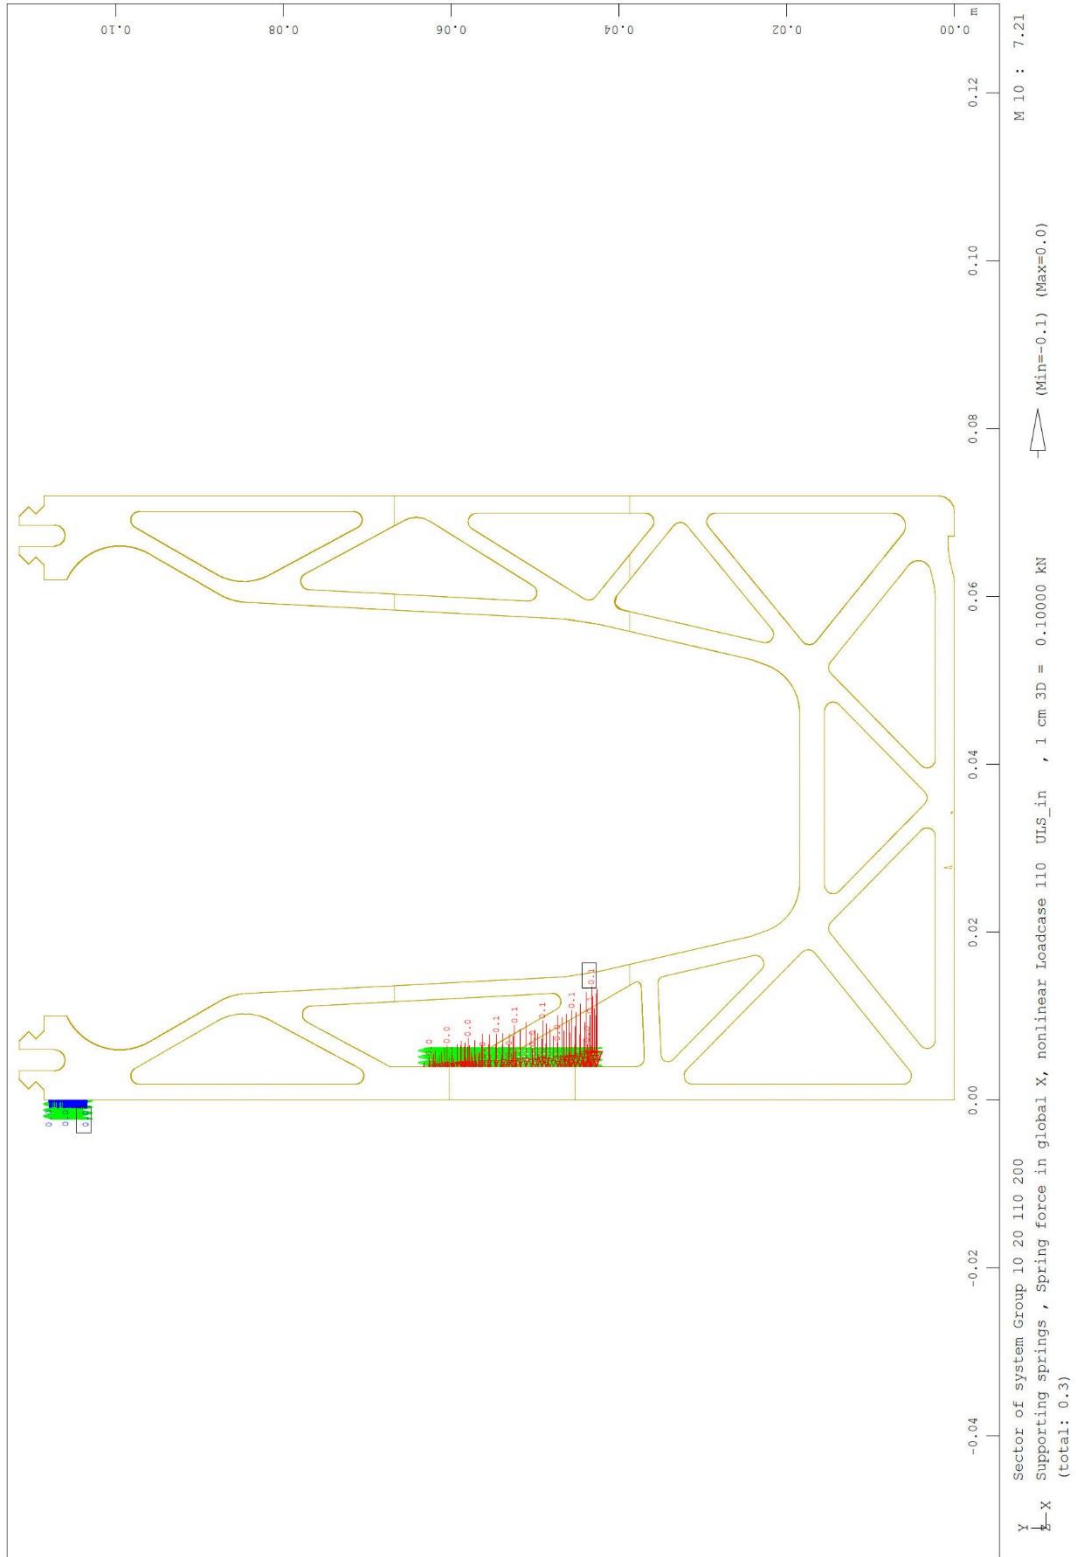 0.10
0.08
0.06
0.04
0.02
0.00
-0.04
-0.02
0.00
0.02
0.04
0.06
0.08
0.10
0.12
m
Sector of system Group 10 20 110 200
M 10 : 7.21
Supporting springs , Spring force in global X, nonlinear Loadcase 110 ULS_in , 1 cm 3D = 0.10000 kN
(Min=-0.1) (Max=0.0)
(total: 0.3)
Y
Z
X